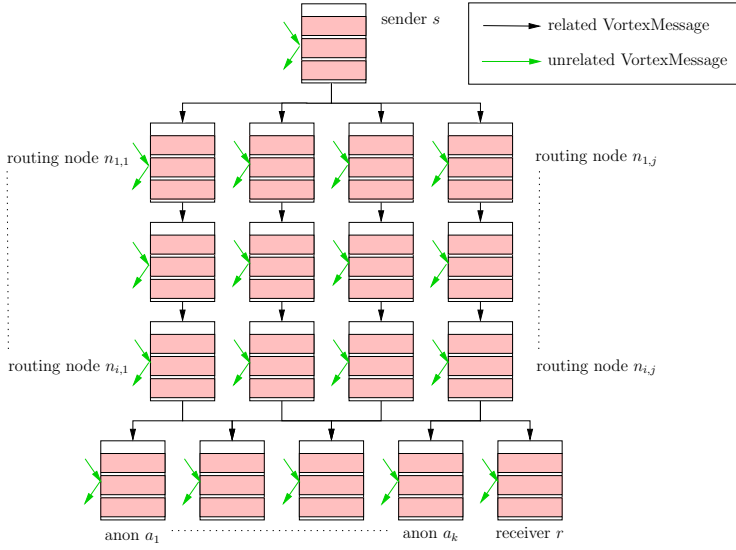 sender s
related VortexMessage
unrelated VortexMessage
routing node n1,1
routing node n1,j
routing node ni,1
routing node ni,j
anon a1
anon ak
receiver r